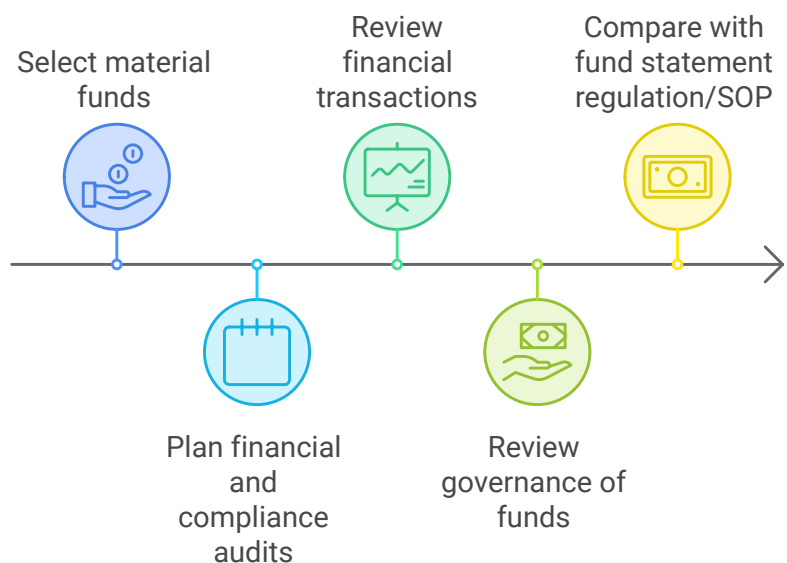 Select material
funds
Plan financial
and
compliance
audits
Review
financial
transactions
Review
governance of
funds
Compare with
fund statement
regulation/SOP